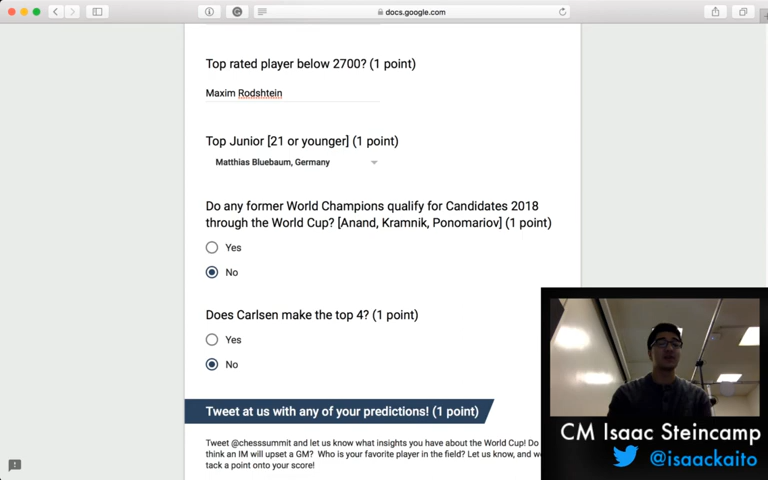 docs.google.com
Top rated player below 2700? (1 point)
Maxim Rodshtein
Top Junior [21 or younger] (1 point)
Matthias Bluebaum, Germany
Do any former World Champions qualify for Candidates 2018
through the World Cup? [Anand, Kramnik, Ponomariov] (1 point)
Yes
No
Does Carlsen make the top 4? (1 point)
Yes
No
Tweet at us with any of your predictions! (1 point)
Tweet @chesssummit and let us know what insights you have about the World Cup! Do
think an IM will upset a GM? Who is your favorite player in the field? Let us know, and w
tack a point onto your score!
CM Isaac Steincamp
@isaackaito